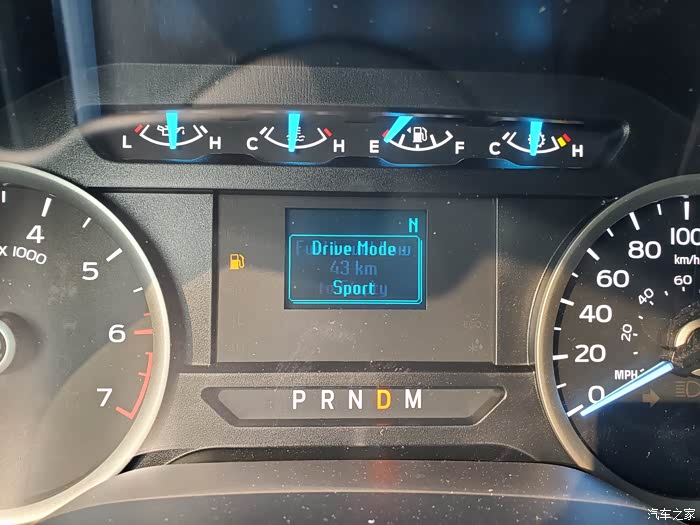 L H C H E F C H
4
X 1000
5
6
7
N
Drive Mode
43 km
Sport
P R N D M
100
km/h
80
60
60
40
40
20
20
MPH
0
汽车之家